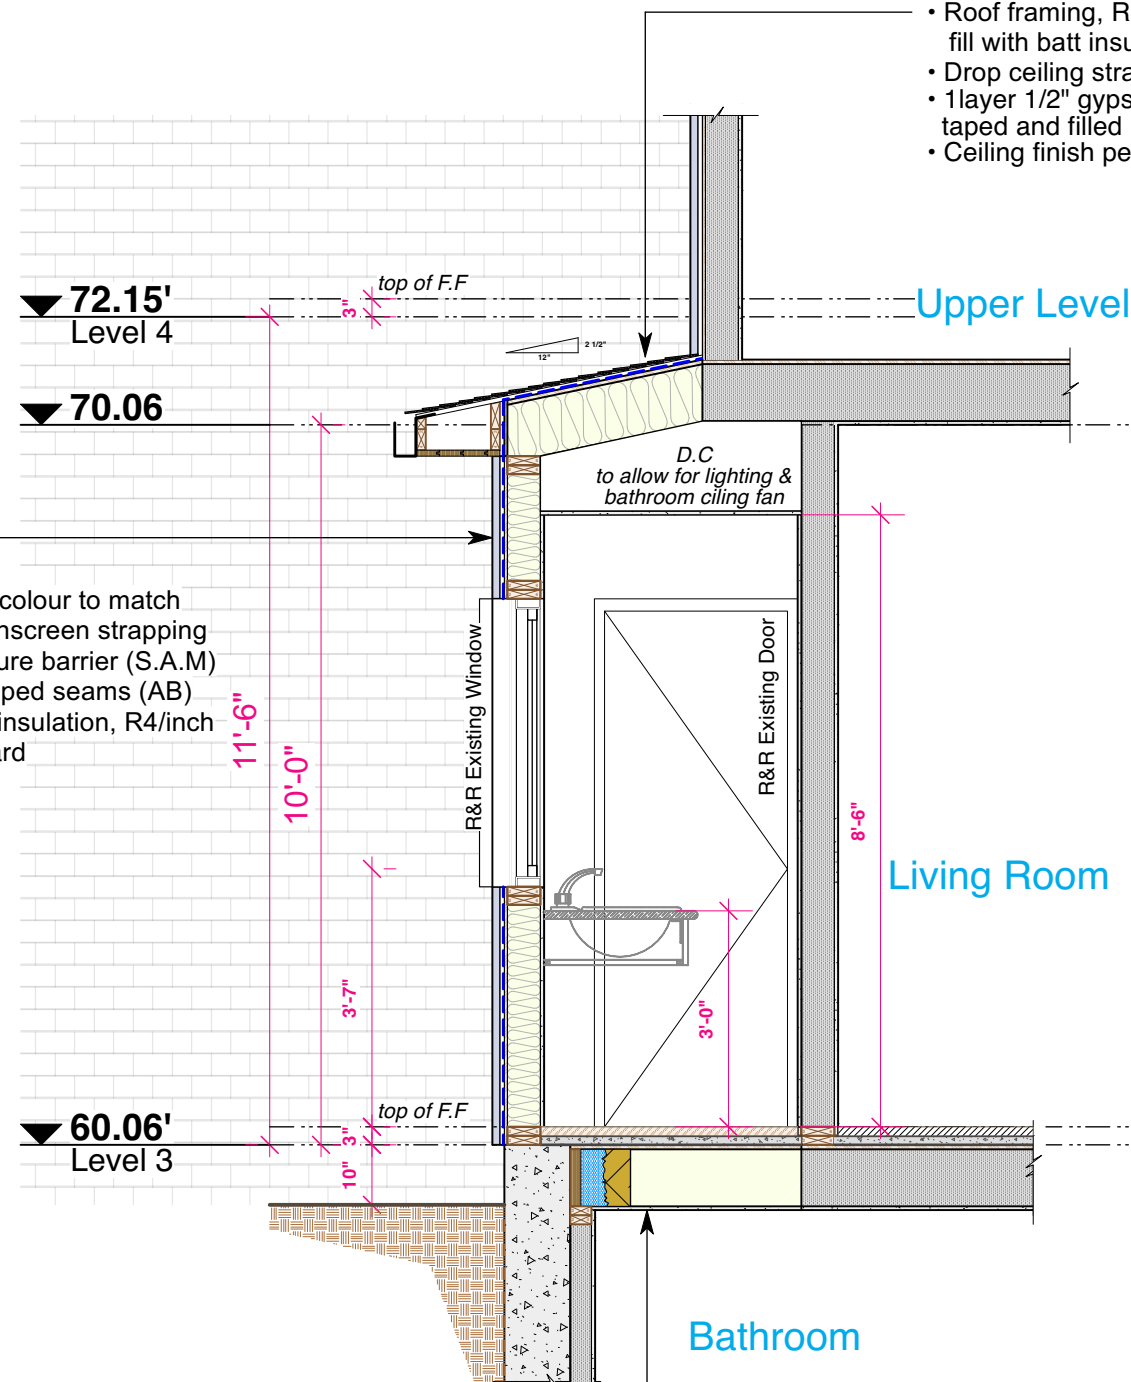 • Roof framing, R
fill with batt insu
• Drop ceiling stra
• 1layer 1/2" gyps
taped and filled
• Ceiling finish pe
72.15'
Level 4
3"
top of F.F
Upper Level
2 1/2"
12"
70.06
D.C
to allow for lighting &
bathroom ciling fan
colour to match
nscreen strapping
ure barrier (S.A.M)
ped seams (AB)
insulation, R4/inch
ard
11'-6"
10'-0"
R&R Existing Window
R&R Existing Door
8'-6"
Living Room
3'-7"
3'-0"
60.06'
Level 3
top of F.F
3"
10"
Bathroom